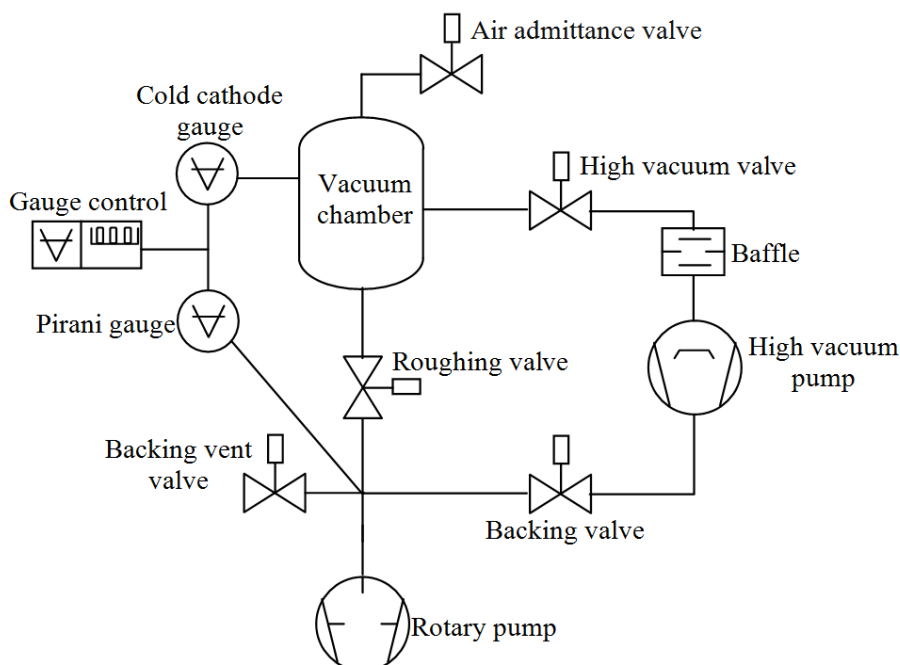 Air admittance valve
Cold cathode
gauge
High vacuum valve
Vacuum
chamber
Gauge control
Baffle
Pirani gauge
High vacuum
pump
Roughing valve
Backing vent
valve
Backing valve
Rotary pump